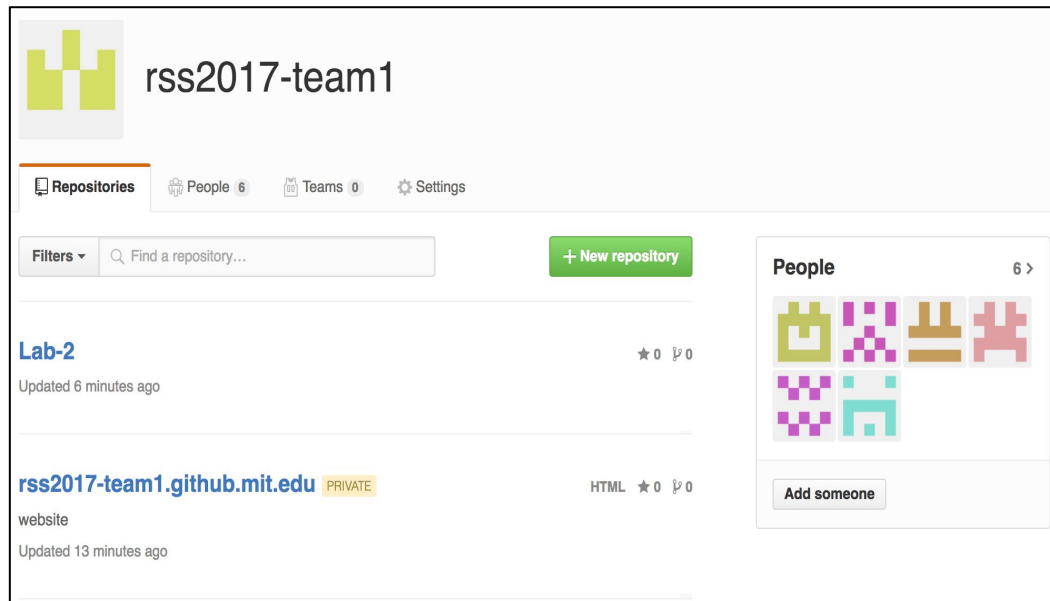 rss2017-team1
Repositories People 6 Teams 0 Settings
Filters Find a repository... + New repository
People 6 >
Lab-2 0 0
Updated 6 minutes ago
rss2017-team1.github.mit.edu PRIVATE HTML 0 0
website
Updated 13 minutes ago
Add someone